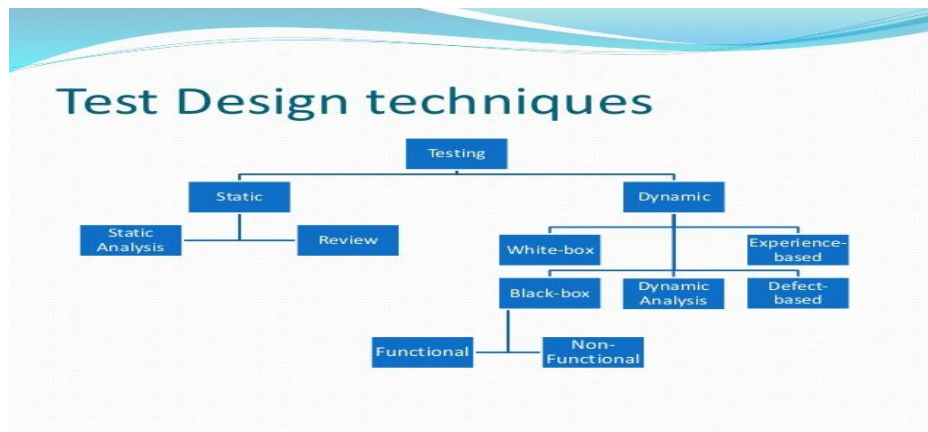 Test Design techniques
Testing
Static
Dynamic
Static
Analysis
Review
White-box
Experience-
based
Black-box
Dynamic
Analysis
Defect-
based
Functional
Non-
Functional